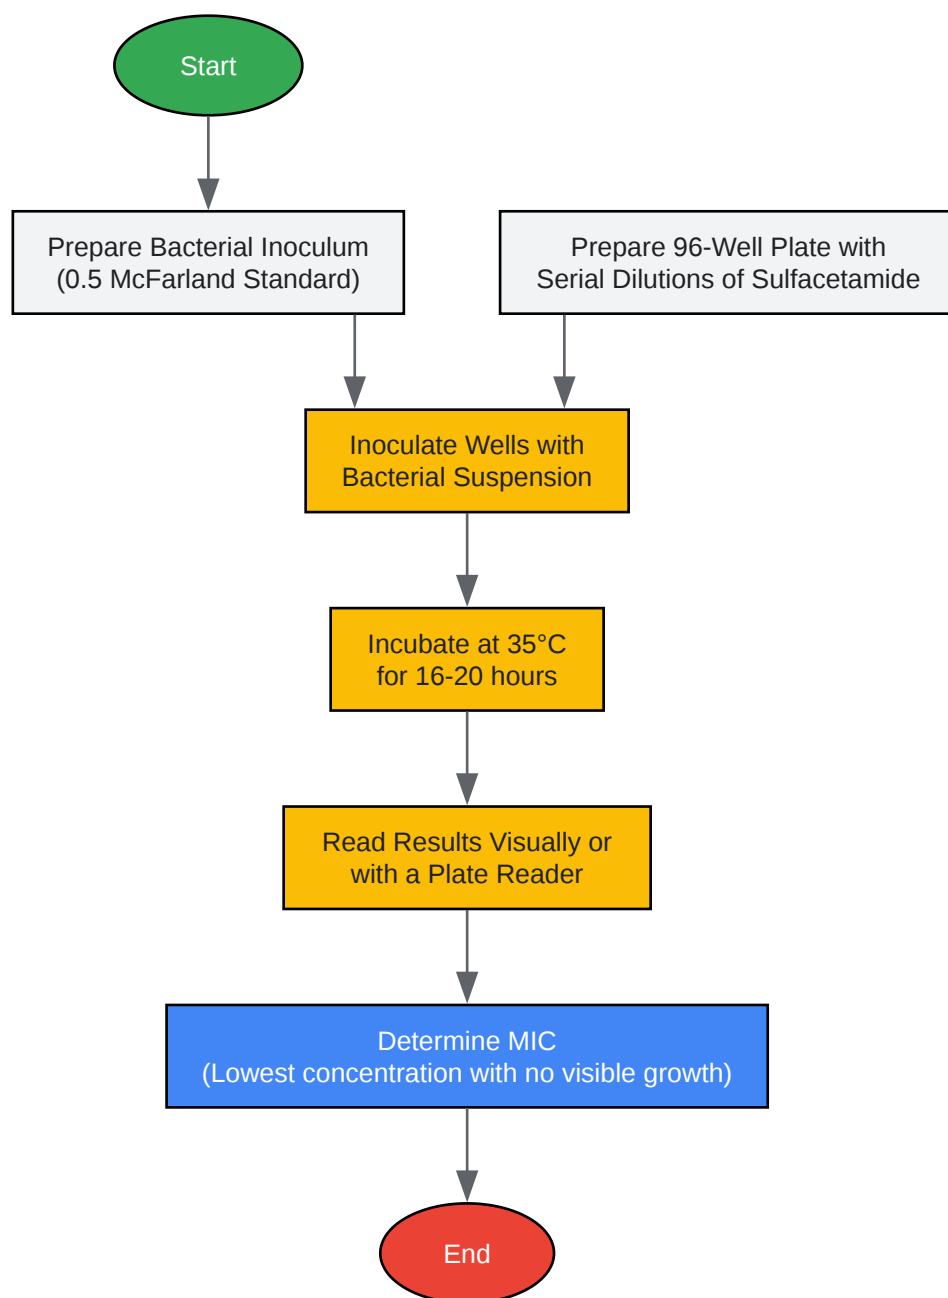 Start
Prepare Bacterial Inoculum
(0.5 McFarland Standard)
Prepare 96-Well Plate with
Serial Dilutions of Sulfacetamide
Inoculate Wells with
Bacterial Suspension
Incubate at 35°C
for 16-20 hours
Read Results Visually or
with a Plate Reader
Determine MIC
(Lowest concentration with no visible growth)
End